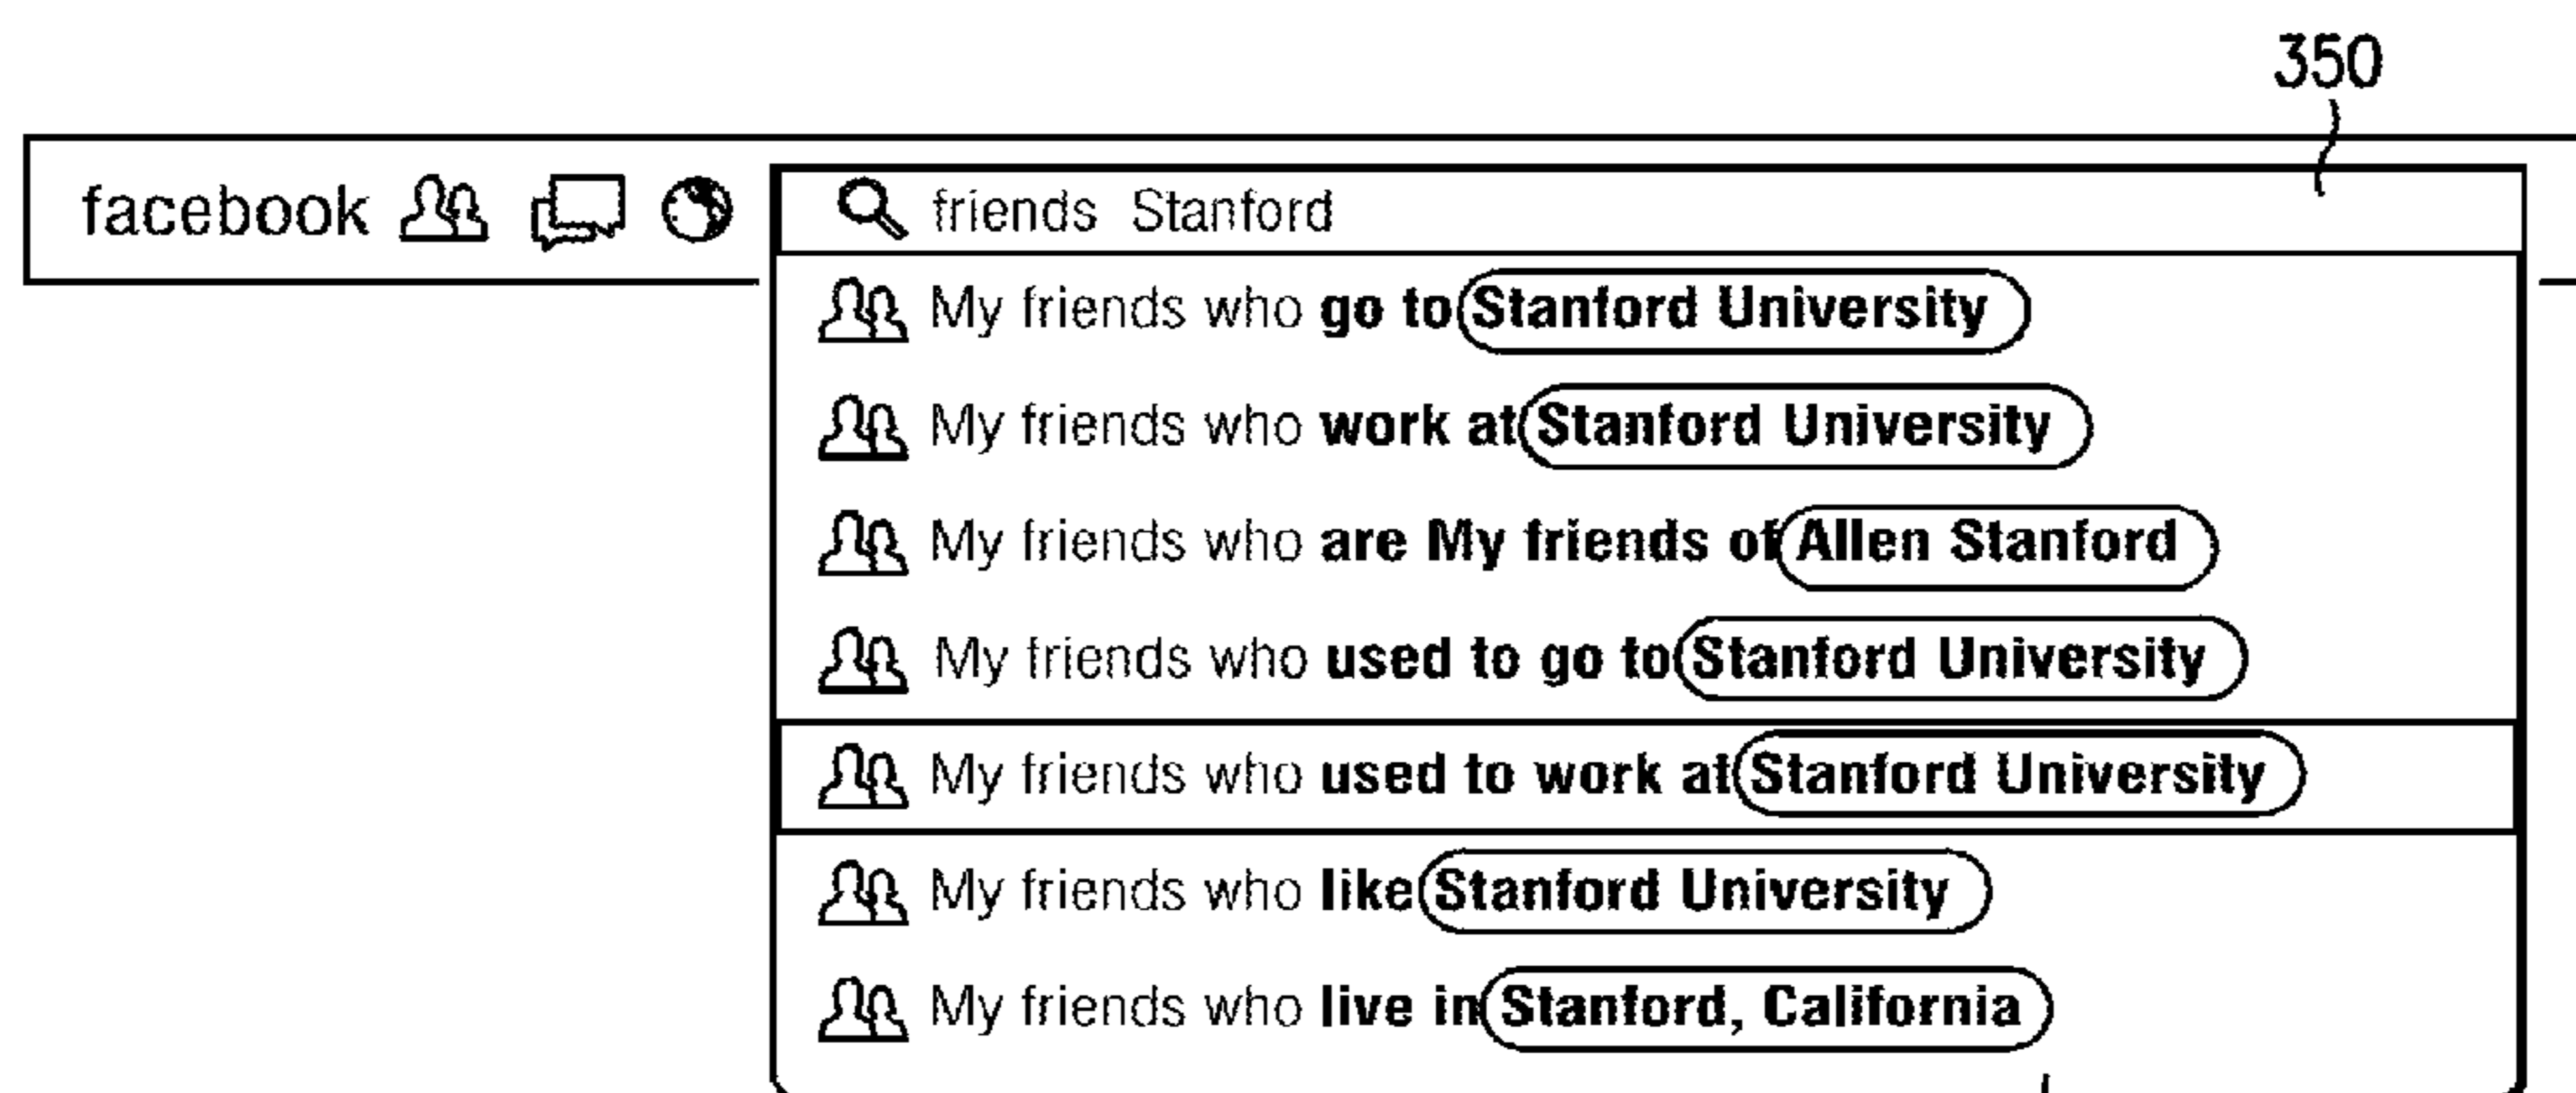 350
facebook friends Stanford
My friends who go to Stanford University
My friends who work at Stanford University
My friends who are My friends of Allen Stanford
My friends who used to go to Stanford University
My friends who used to work at Stanford University
My friends who like Stanford University
My friends who live in Stanford, California